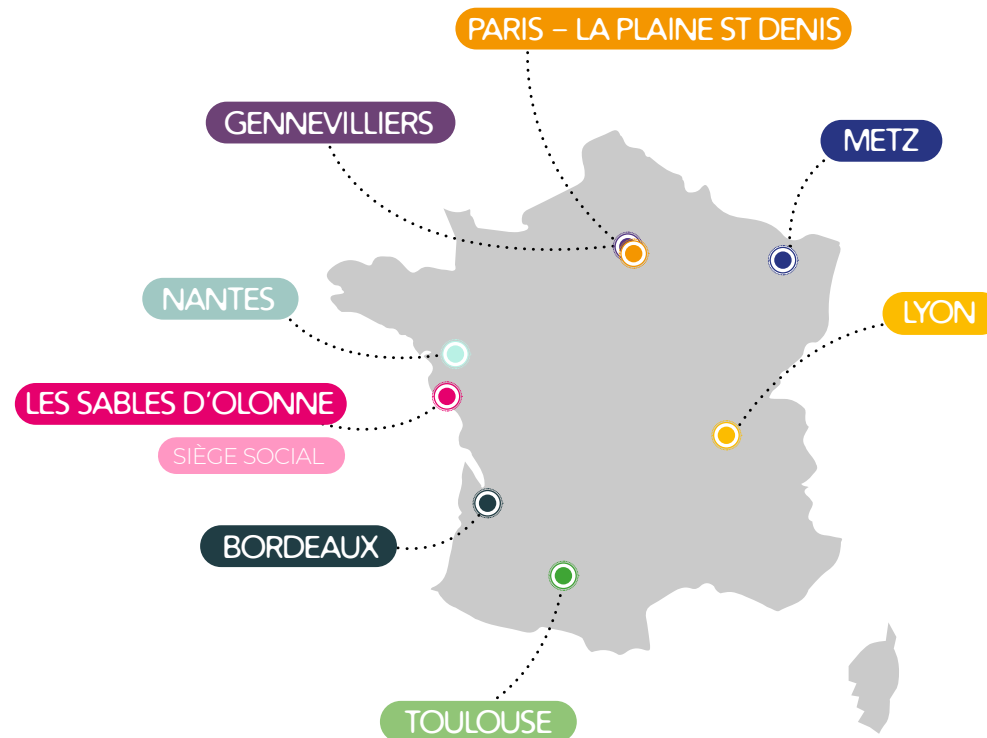 PARIS – LA PLAINE ST DENIS
GENNEVILLIERS
METZ
NANTES
LYON
LES SABLES D'OLONNE
SIÈGE SOCIAL
BORDEAUX
TOULOUSE